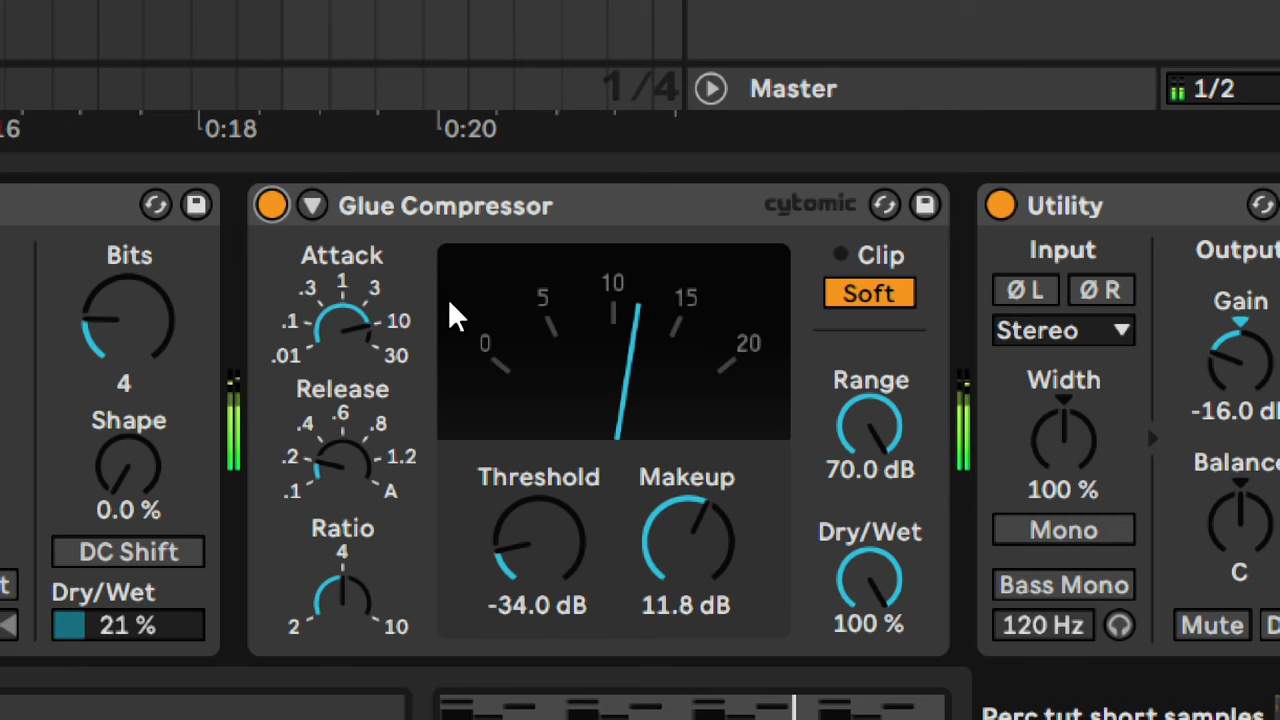 1/4
Master
1/2
16
0:18
0:20
Glue Compressor
cytomic
Utility
Bits
4
Shape
0.0 %
DC Shift
Dry/Wet
21 %
t
Attack
.01
.1
.3
1
3
10
30
Release
.1
.2
.4
.6
.8
1.2
A
Ratio
2
4
10
0
5
10
15
20
Threshold
-34.0 dB
Makeup
11.8 dB
Clip
Soft
Range
70.0 dB
Dry/Wet
100 %
Input
Ø L
Ø R
Stereo
Width
100 %
Mono
Bass Mono
120 Hz
Output
Gain
-16.0 dB
Balance
C
Mute
D
Perc tut short samples